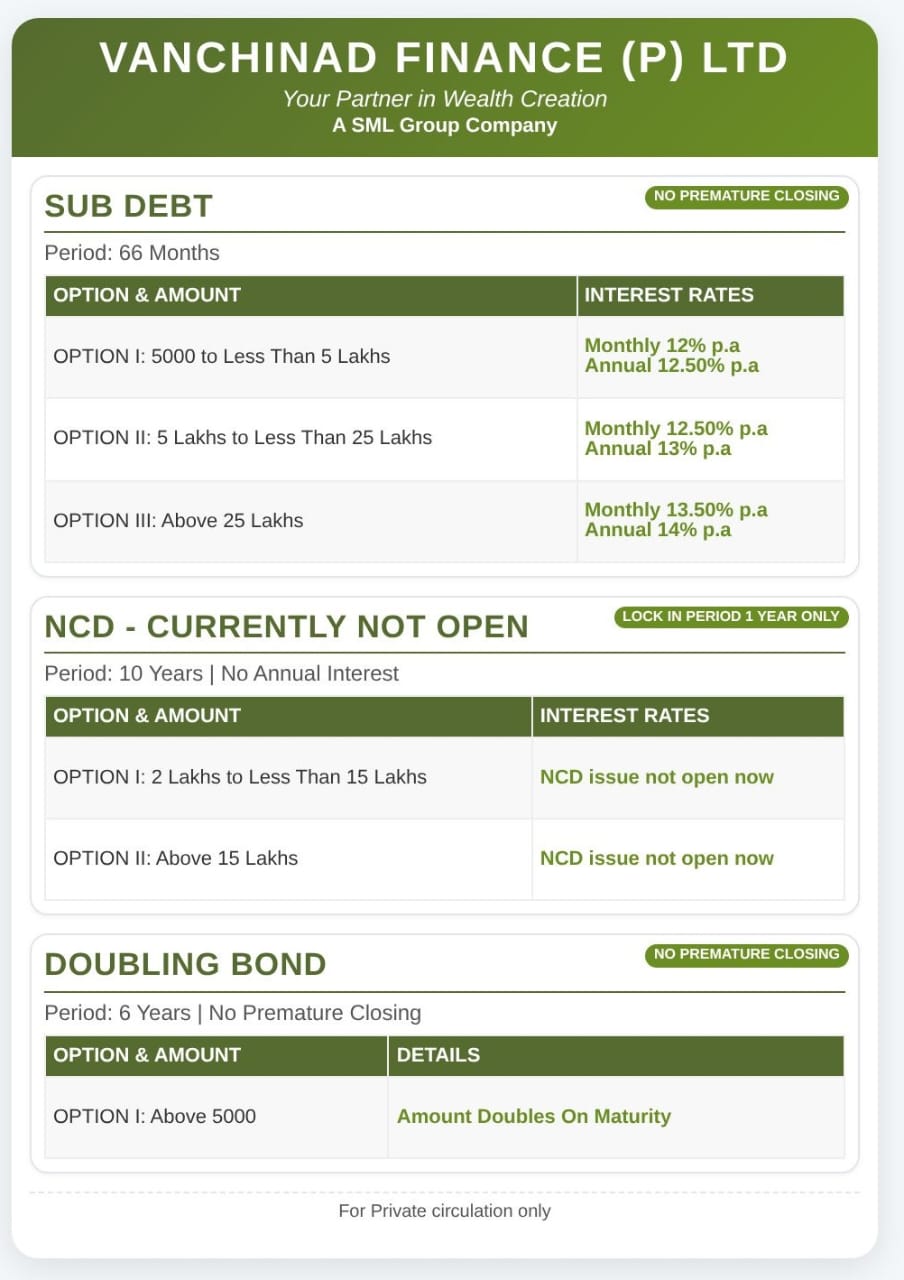 VANCHINAD FINANCE (P) LTD
Your Partner in Wealth Creation
A SML Group Company
SUB DEBT
NO PREMATURE CLOSING
Period: 66 Months
OPTION & AMOUNT
INTEREST RATES
OPTION I: 5000 to Less Than 5 Lakhs
Monthly 12% p.a
Annual 12.50% p.a
OPTION II: 5 Lakhs to Less Than 25 Lakhs
Monthly 12.50% p.a
Annual 13% p.a
OPTION III: Above 25 Lakhs
Monthly 13.50% p.a
Annual 14% p.a
NCD - CURRENTLY NOT OPEN
LOCK IN PERIOD 1 YEAR ONLY
Period: 10 Years | No Annual Interest
OPTION & AMOUNT
INTEREST RATES
OPTION I: 2 Lakhs to Less Than 15 Lakhs
NCD issue not open now
OPTION II: Above 15 Lakhs
NCD issue not open now
DOUBLING BOND
NO PREMATURE CLOSING
Period: 6 Years | No Premature Closing
OPTION & AMOUNT
DETAILS
OPTION I: Above 5000
Amount Doubles On Maturity
For Private circulation only